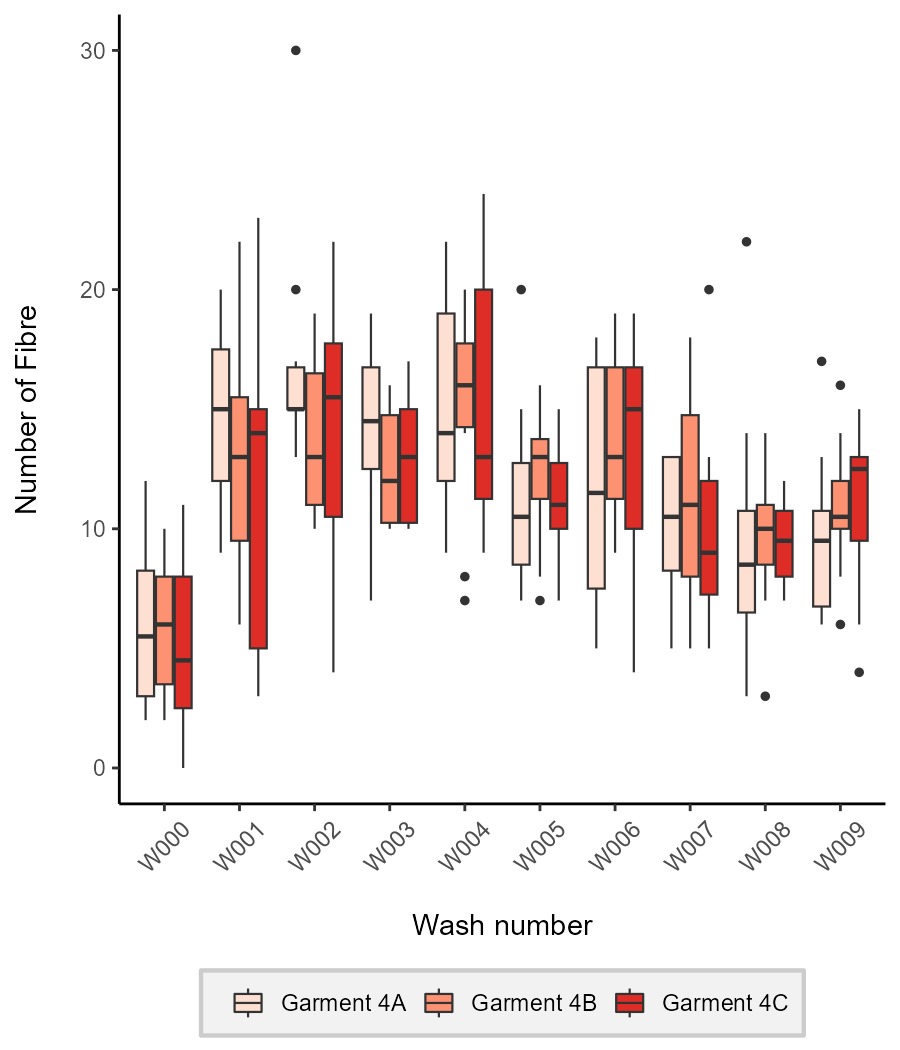 30
20
10
0
Number of Fibre
W000 W001 W002 W003 W004 W005 W006 W007 W008 W009
Wash number
Garment 4A Garment 4B Garment 4C